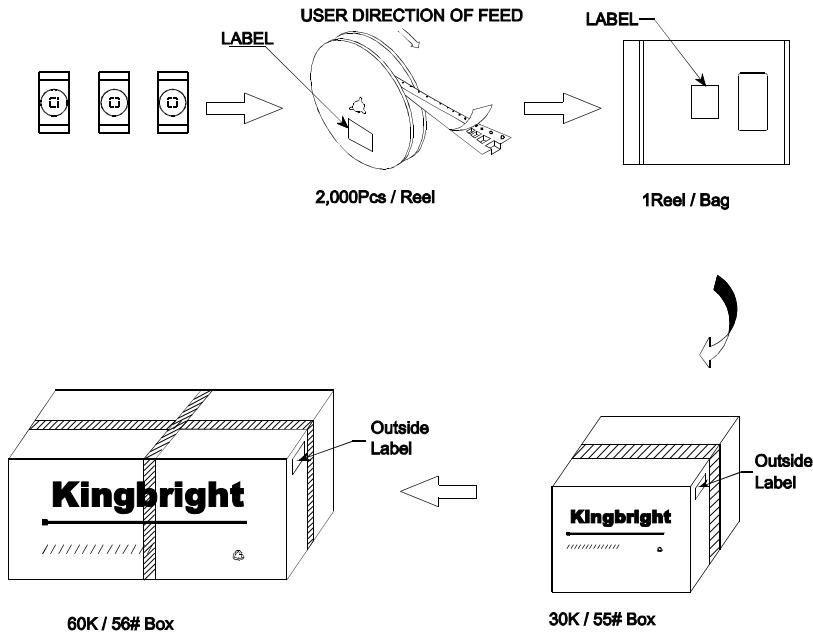 USER DIRECTION OF FEED
LABEL
LABEL
2,000Pcs / Reel
1Reel / Bag
Outside
Label
Kingbright
60K / 56# Box
Outside
Label
Kingbright
30K / 55# Box